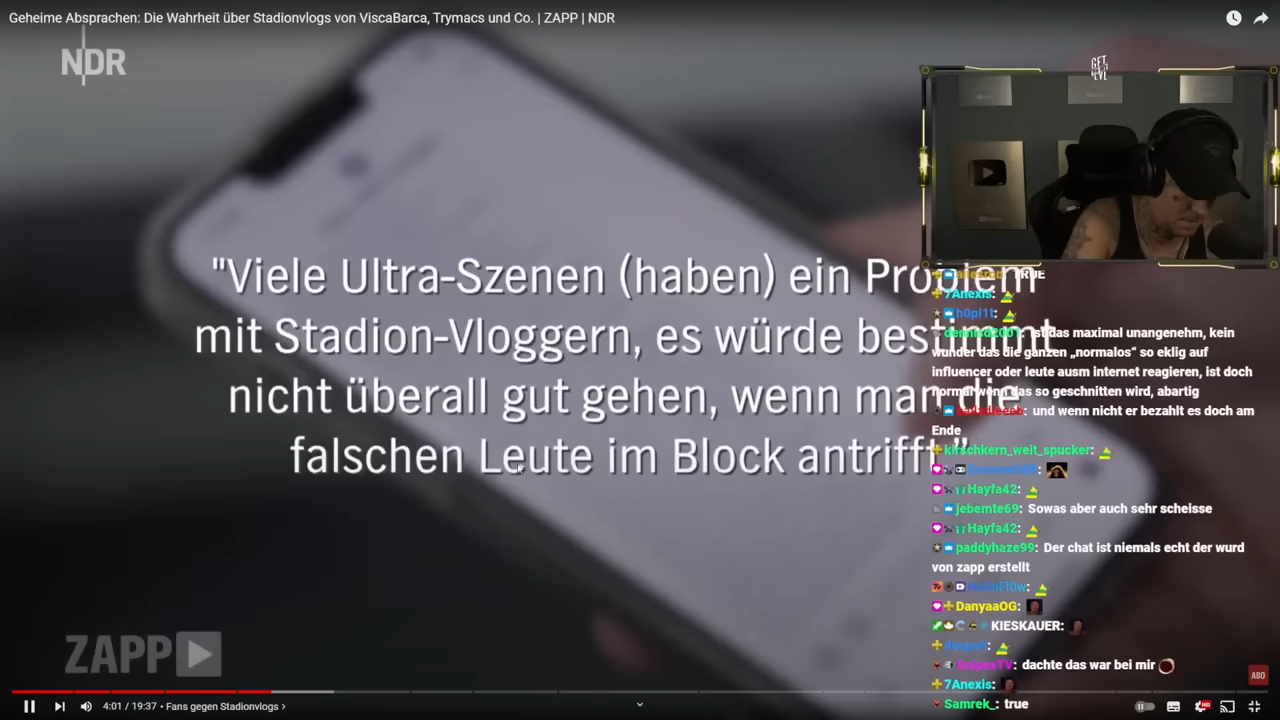 Geheime Absprachen: Die Wahrheit über Stadionvlogs von ViscaBarca, Trymacs und Co. | ZAPP | NDR
NDR
"Viele Ultra-Szenen (haben) ein Problem
mit Stadion-Vloggern, es würde bestimmt
nicht überall gut gehen, wenn man die
falschen Leute im Block antrifft."
TRUE
7Anexis:
h0pl1t:
ist das maximal unangenehm, kein
wunder das die ganzen „normalos“ so eklig auf
influencer oder leute ausm internet reagieren, ist doch
normal wenn das so geschnitten wird, abartig
und wenn nicht er bezahlt es doch am
Ende
kirschkern_weit_spucker:
Hayfa42:
jebemte69: Sowas aber auch sehr scheisse
Hayfa42:
paddyhaze99: Der chat ist niemals echt der wurd
von zapp erstellt
DanyaaOG:
KIESKAUER:
SnipexTV: dachte das war bei mir
7Anexis:
Samrek_: true
ZAPP
ABO
4:01 / 19:37 • Fans gegen Stadionvlogs
HD